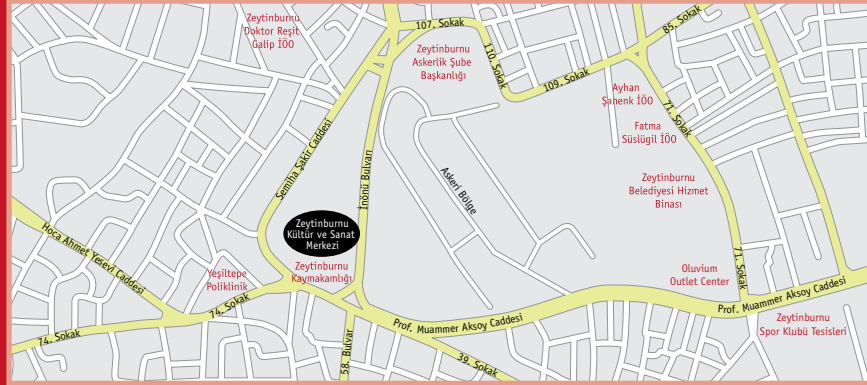 Zeytinburnu
Doktor Reşit
Galip İÖO
107. Sokak
85. Sokak
Zeytinburnu
Askerlik Şube
Başkanlığı
110. Sokak
109. Sokak
Ayhan
Şahenk İÖO
71. Sokak
Fatma
Süslügil İÖO
Semiha Şakir Caddesi
İnönü Bulvarı
Askeri Bölge
Zeytinburnu
Belediyesi Hizmet
Binası
Zeytinburnu
Kültür ve Sanat
Merkezi
Hoca Ahmet Yesevi Caddesi
Yeşiltepe
Poliklinik
Zeytinburnu
Kaymakamlığı
Oluvium
Outlet Center
71. Sokak
74. Sokak
Prof. Muammer Aksoy Caddesi
Prof. Muammer Aksoy Caddesi
Zeytinburnu
Spor Klubü Tesisleri
74. Sokak
58. Bulvar
39. Sokak